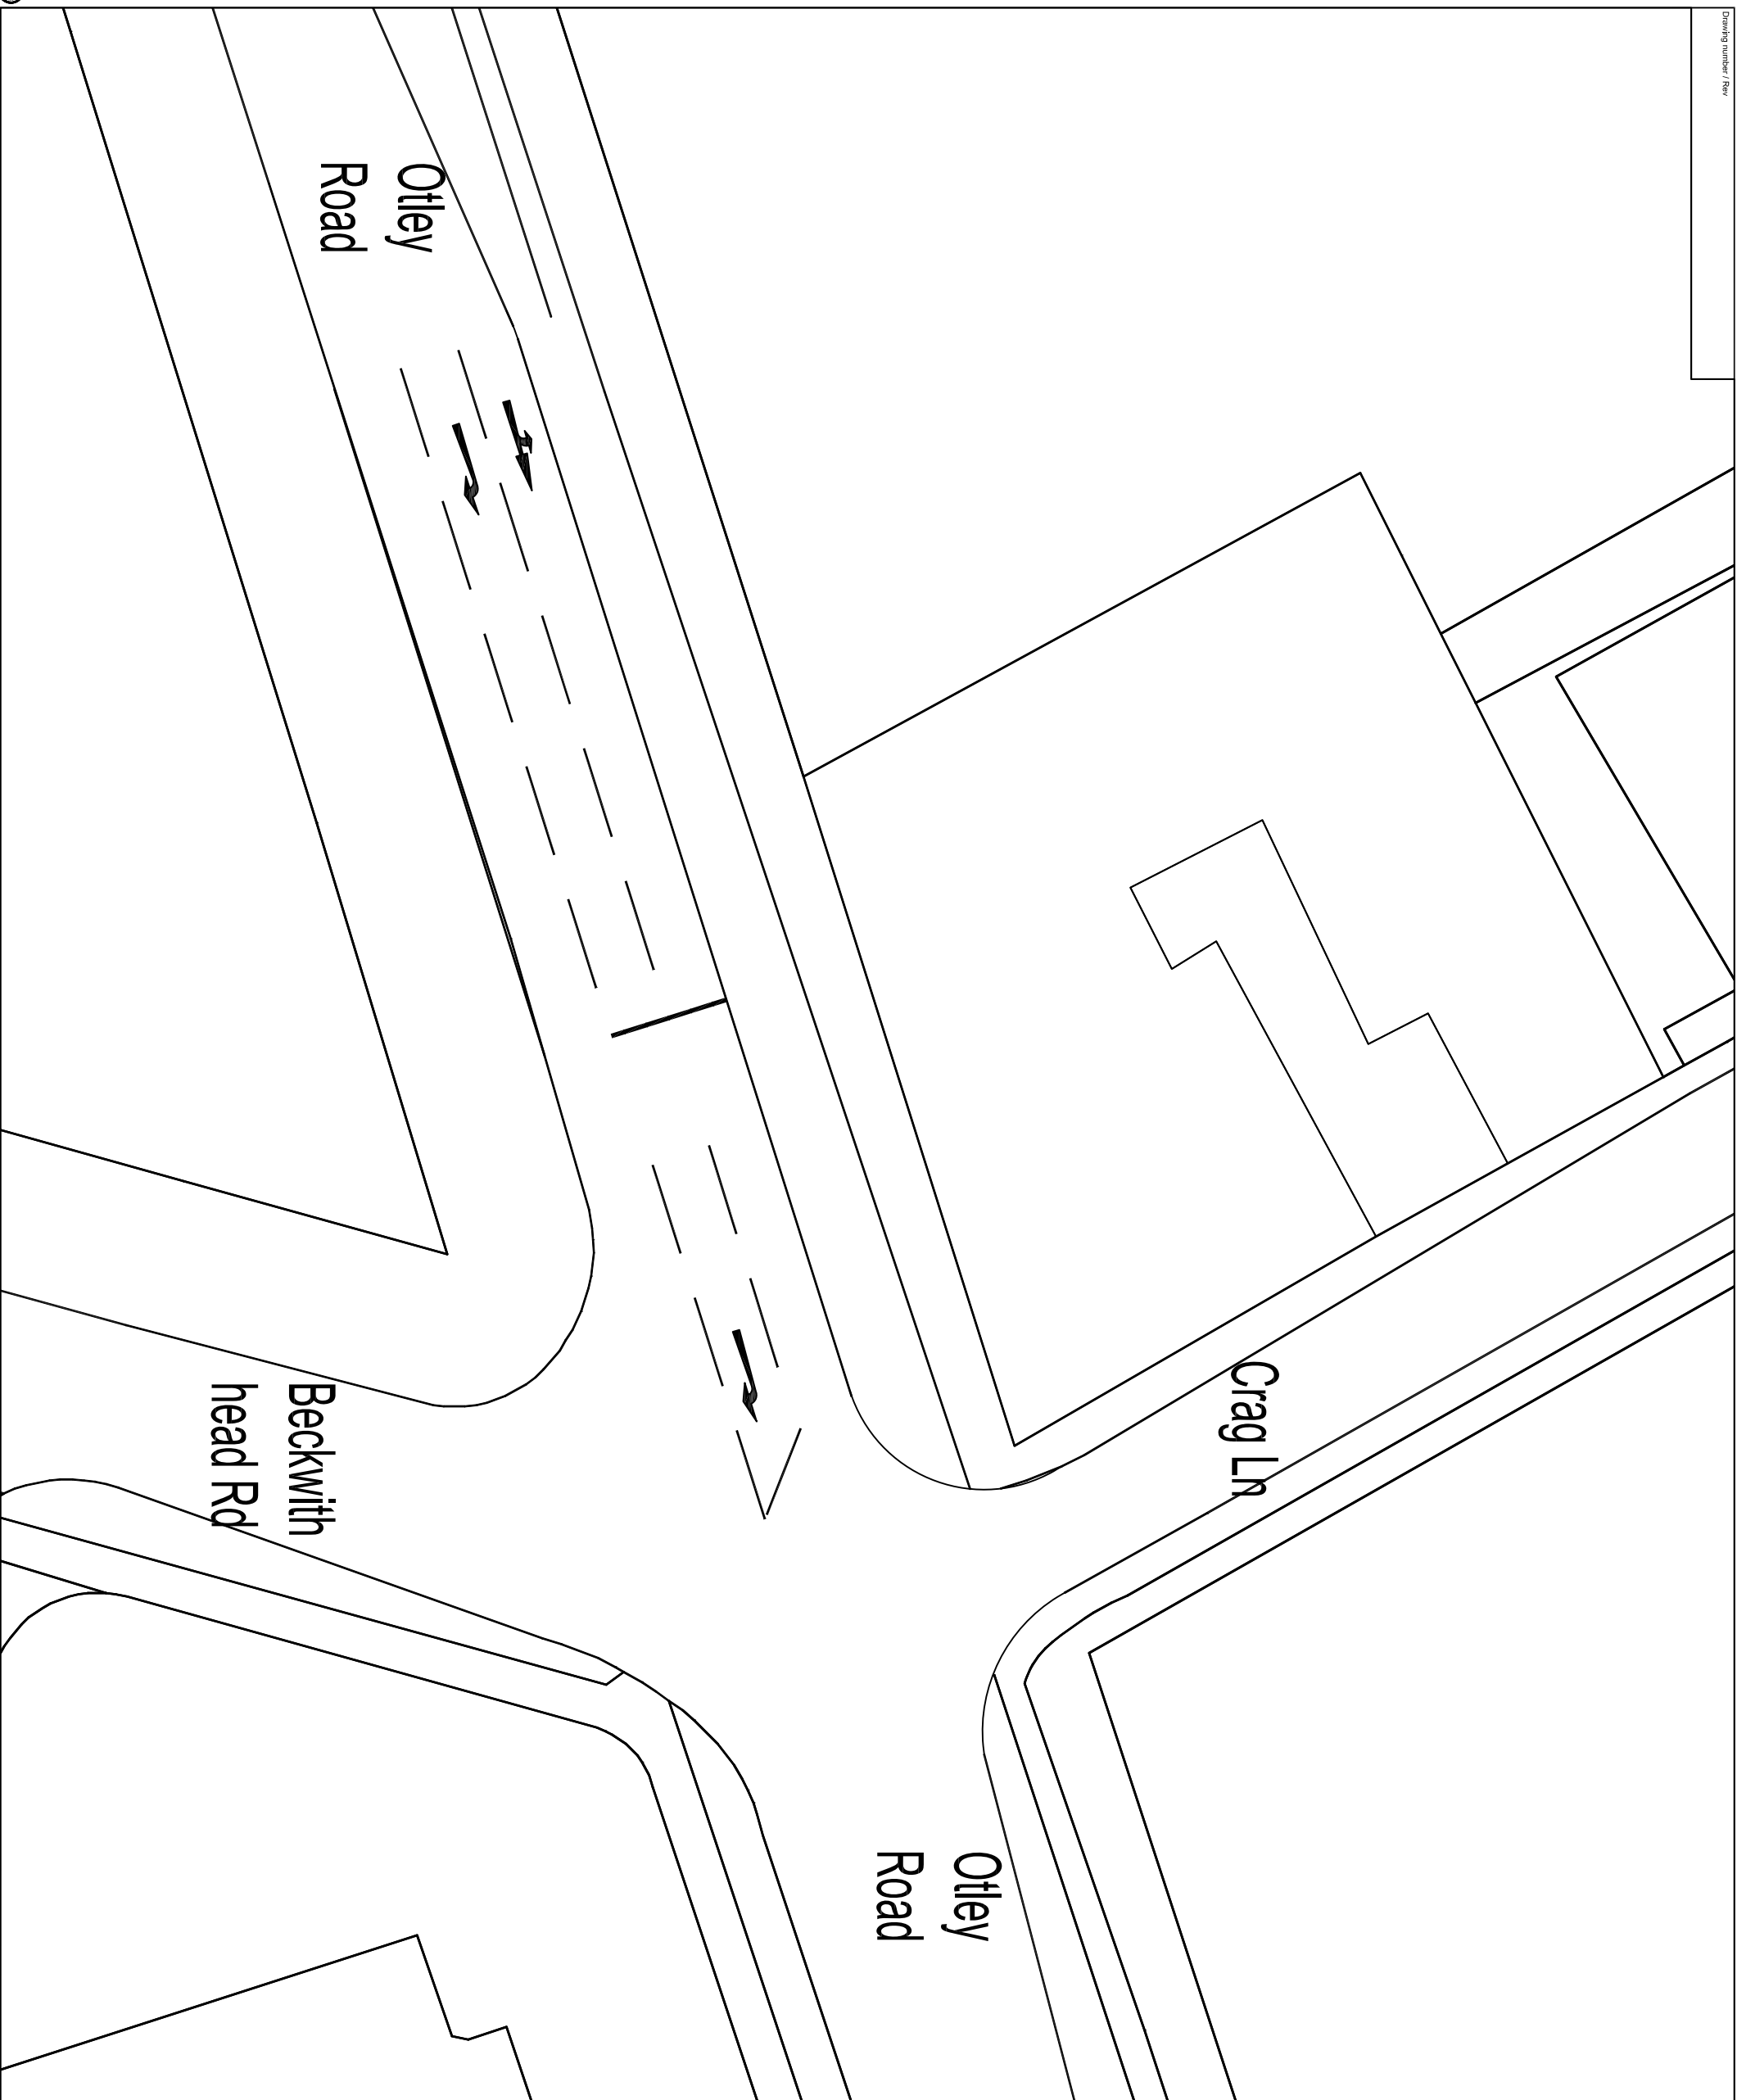 Drawing number / Rev
Otley
Road
Crag Ln
Beckwith
head Rd
Otley
Road